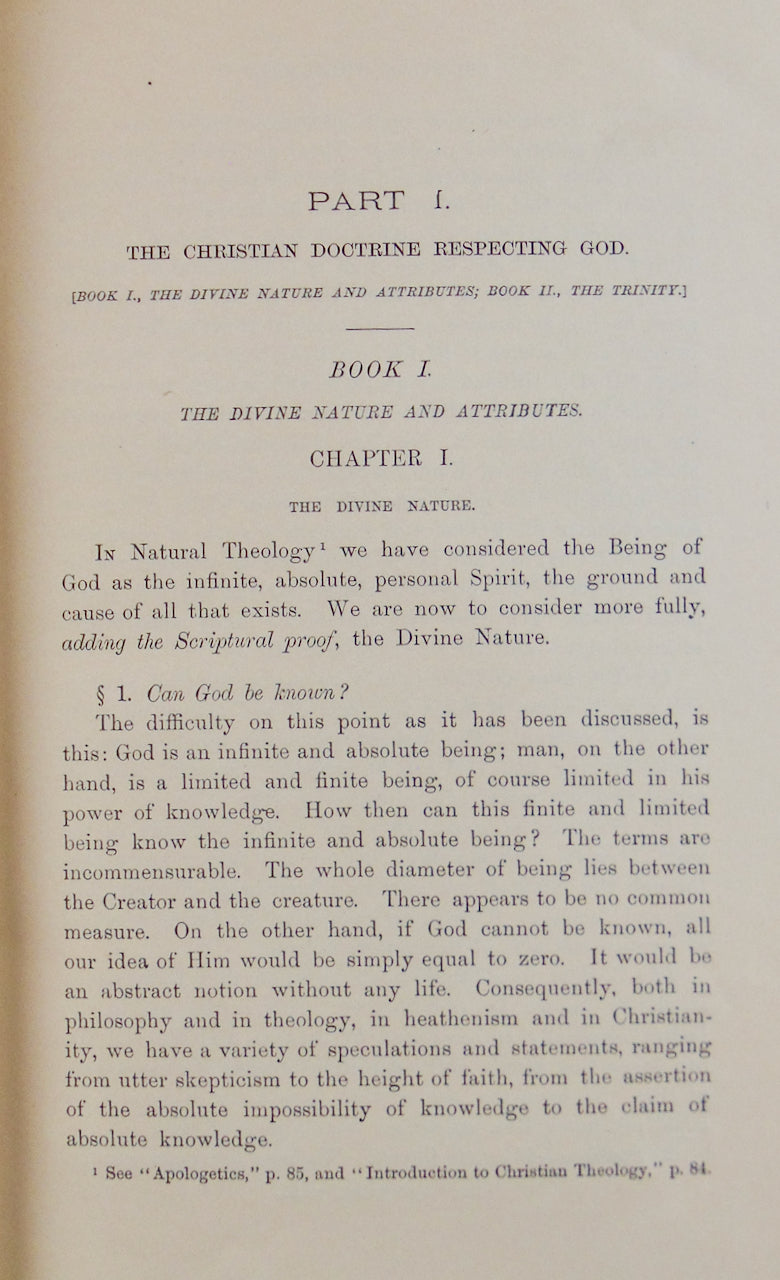 PART I.
THE CHRISTIAN DOCTRINE RESPECTING GOD.
[BOOK I., THE DIVINE NATURE AND ATTRIBUTES; BOOK II., THE TRINITY.]
BOOK I.
THE DIVINE NATURE AND ATTRIBUTES.
CHAPTER I.
THE DIVINE NATURE.
IN Natural Theology¹ we have considered the Being of
God as the infinite, absolute, personal Spirit, the ground and
cause of all that exists. We are now to consider more fully,
adding the Scriptural proof, the Divine Nature.
§ 1. Can God be known?
The difficulty on this point as it has been discussed, is
this: God is an infinite and absolute being; man, on the other
hand, is a limited and finite being, of course limited in his
power of knowledge. How then can this finite and limited
being know the infinite and absolute being? The terms are
incommensurable. The whole diameter of being lies between
the Creator and the creature. There appears to be no common
measure. On the other hand, if God cannot be known, all
our idea of Him would be simply equal to zero. It would be
an abstract notion without any life. Consequently, both in
philosophy and in theology, in heathenism and in Christian-
ity, we have a variety of speculations and statements, ranging
from utter skepticism to the height of faith, from the assertion
of the absolute impossibility of knowledge to the claim of
absolute knowledge.
¹ See "Apologetics," p. 85, and "Introduction to Christian Theology," p. 84.